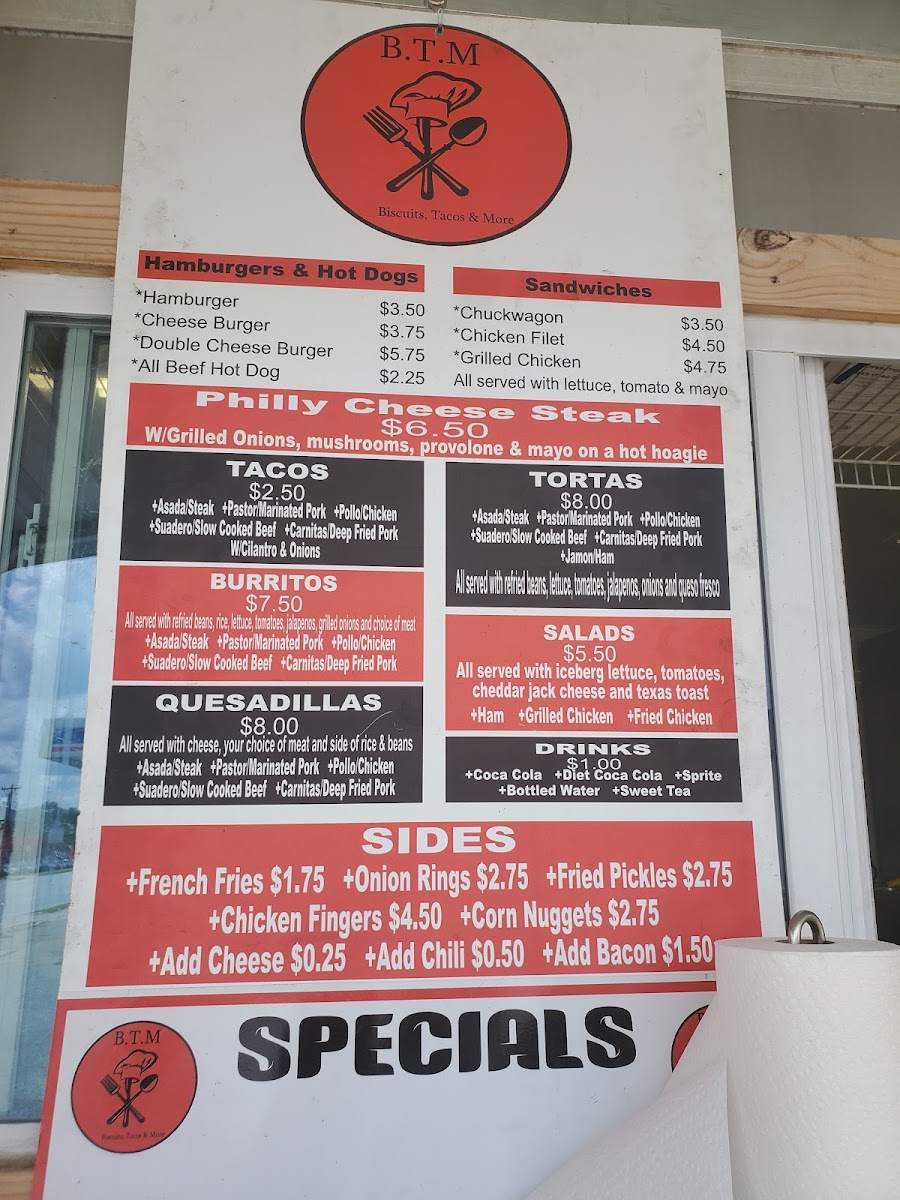 B.T.M
Biscuits, Tacos & More
Hamburgers & Hot Dogs
*Hamburger $3.50
*Cheese Burger $3.75
*Double Cheese Burger $5.75
*All Beef Hot Dog $2.25
Sandwiches
*Chuckwagon $3.50
*Chicken Filet $4.50
*Grilled Chicken $4.75
All served with lettuce, tomato & mayo
Philly Cheese Steak
$6.50
W/Grilled Onions, mushrooms, provolone & mayo on a hot hoagie
TACOS
$2.50
+Asada/Steak +Pastor/Marinated Pork +Pollo/Chicken
+Suadero/Slow Cooked Beef +Carnitas/Deep Fried Pork
W/Cilantro & Onions
BURRITOS
$7.50
All served with refried beans, rice, lettuce, tomatoes, jalapenos, grilled onions and choice of meat
+Asada/Steak +Pastor/Marinated Pork +Pollo/Chicken
+Suadero/Slow Cooked Beef +Carnitas/Deep Fried Pork
QUESADILLAS
$8.00
All served with cheese, your choice of meat and side of rice & beans
+Asada/Steak +Pastor/Marinated Pork +Pollo/Chicken
+Suadero/Slow Cooked Beef +Carnitas/Deep Fried Pork
TORTAS
$8.00
+Asada/Steak +Pastor/Marinated Pork +Pollo/Chicken
+Suadero/Slow Cooked Beef +Carnitas/Deep Fried Pork
+Jamon/Ham
All served with refried beans, lettuce, tomatoes, jalapenos, onions and queso fresco
SALADS
$5.50
All served with iceberg lettuce, tomatoes,
cheddar jack cheese and texas toast
+Ham +Grilled Chicken +Fried Chicken
DRINKS
$1.00
+Coca Cola +Diet Coca Cola +Sprite
+Bottled Water +Sweet Tea
SIDES
+French Fries $1.75 +Onion Rings $2.75 +Fried Pickles $2.75
+Chicken Fingers $4.50 +Corn Nuggets $2.75
+Add Cheese $0.25 +Add Chili $0.50 +Add Bacon $1.50
SPECIALS
B.T.M
Biscuits, Tacos & More